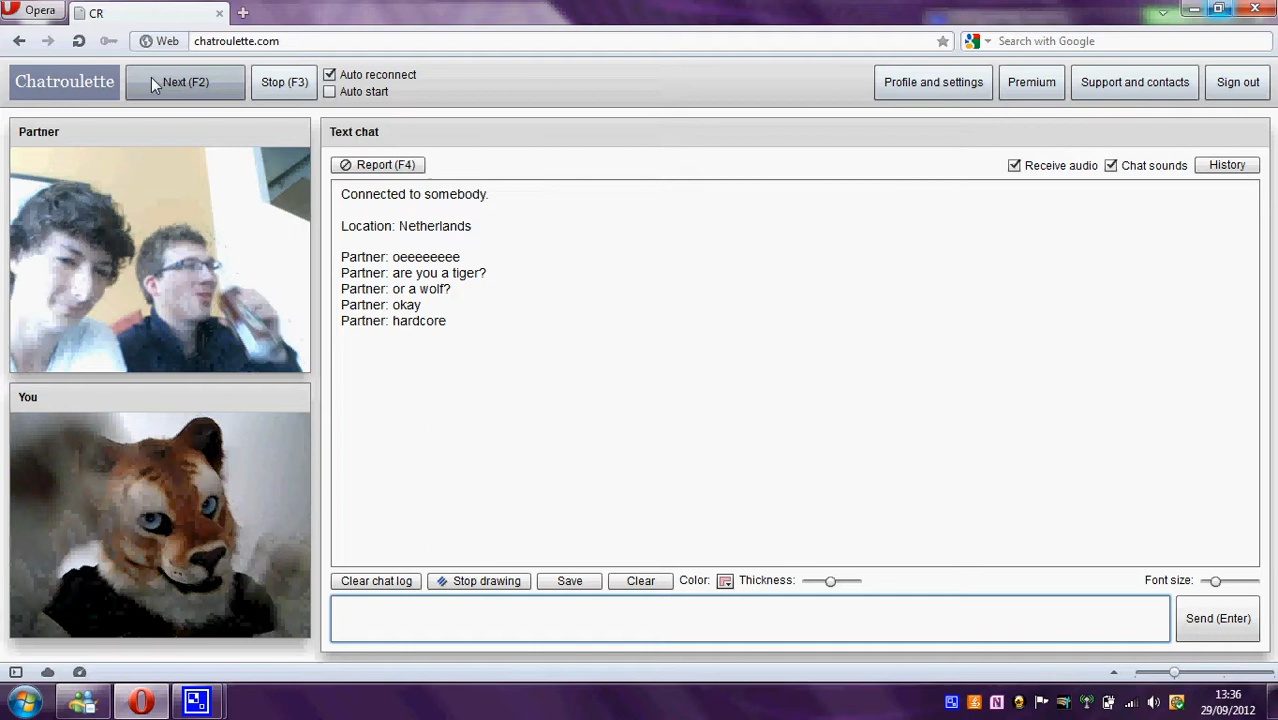 Opera
CR
Web
chatroulette.com
Search with Google
Chatroulette
Next (F2)
Stop (F3)
Auto reconnect
Auto start
Profile and settings
Premium
Support and contacts
Sign out
Partner
Text chat
Report (F4)
Receive audio
Chat sounds
History
Connected to somebody.
Location: Netherlands
Partner: oeeeeeeee
Partner: are you a tiger?
Partner: or a wolf?
Partner: okay
Partner: hardcore
You
Clear chat log
Stop drawing
Save
Clear
Color:
Thickness:
Font size:
Send (Enter)
13:36
29/09/2012